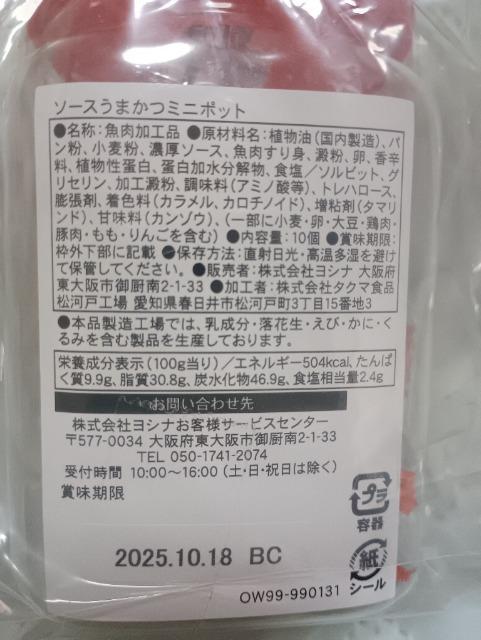 ソースうまかつミニポット
●名称：魚肉加工品 ●原材料名：植物油（国内製造）、パ
ン粉、小麦粉、濃厚ソース、魚肉すり身、澱粉、卵、香辛
料、植物性蛋白、蛋白加水分解物、食塩／ソルビット、グ
リセリン、加工澱粉、調味料（アミノ酸等）、トレハロース、
膨張剤、着色料（カラメル、カロチノイド）、増粘剤（タマリ
ンド）、甘味料（カンゾウ）、（一部に小麦・卵・大豆・鶏肉・
豚肉・もも・りんごを含む）●内容量：10個 ●賞味期限：
枠外下部に記載 ●保存方法：直射日光・高温多湿を避け
て保管してください。●販売者：株式会社ヨシナ 大阪府
東大阪市御厨南2-1-33 ●加工者：株式会社タクマ食品
松河戸工場 愛知県春日井市松河戸町3丁目15番地3
●本品製造工場では、乳成分・落花生・えび・かに・く
るみを含む製品を生産しております。
栄養成分表示（100g当り）／エネルギー504kcal、たんぱ
く質9.9g、脂質30.8g、炭水化物46.9g、食塩相当量2.4g
お問い合わせ先
株式会社ヨシナお客様サービスセンター
〒577-0034 大阪府東大阪市御厨南2-1-33
TEL 050-1741-2074
受付時間 10:00〜16:00（土・日・祝日は除く）
賞味期限
プラ
容器
2025.10.18 BC
紙
シール
OW99-990131